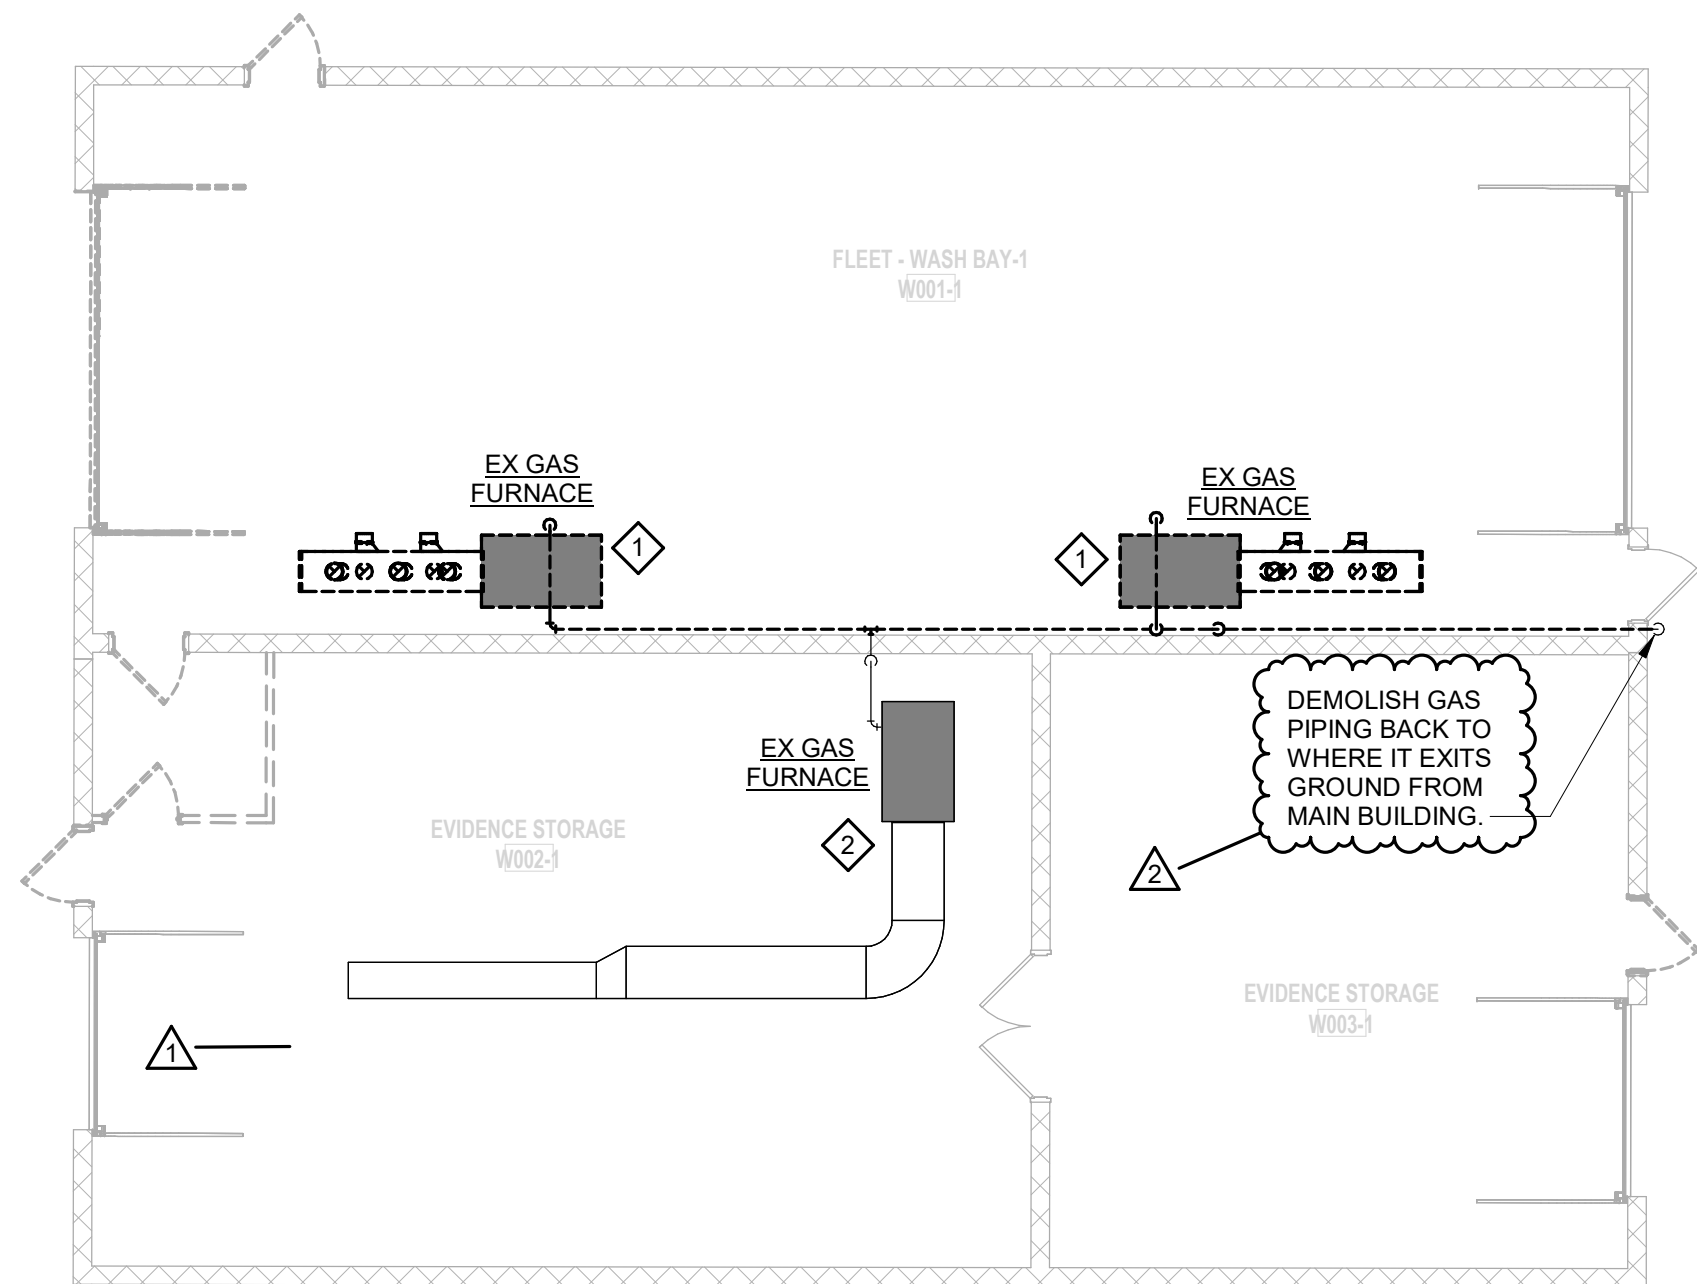 FLEET - WASH BAY-1
W001-1
EX GAS
FURNACE
1
EX GAS
FURNACE
1
DEMOLISH GAS
PIPING BACK TO
WHERE IT EXITS
GROUND FROM
MAIN BUILDING.
EX GAS
FURNACE
2
2
EVIDENCE STORAGE
W002-1
EVIDENCE STORAGE
W003-1
1